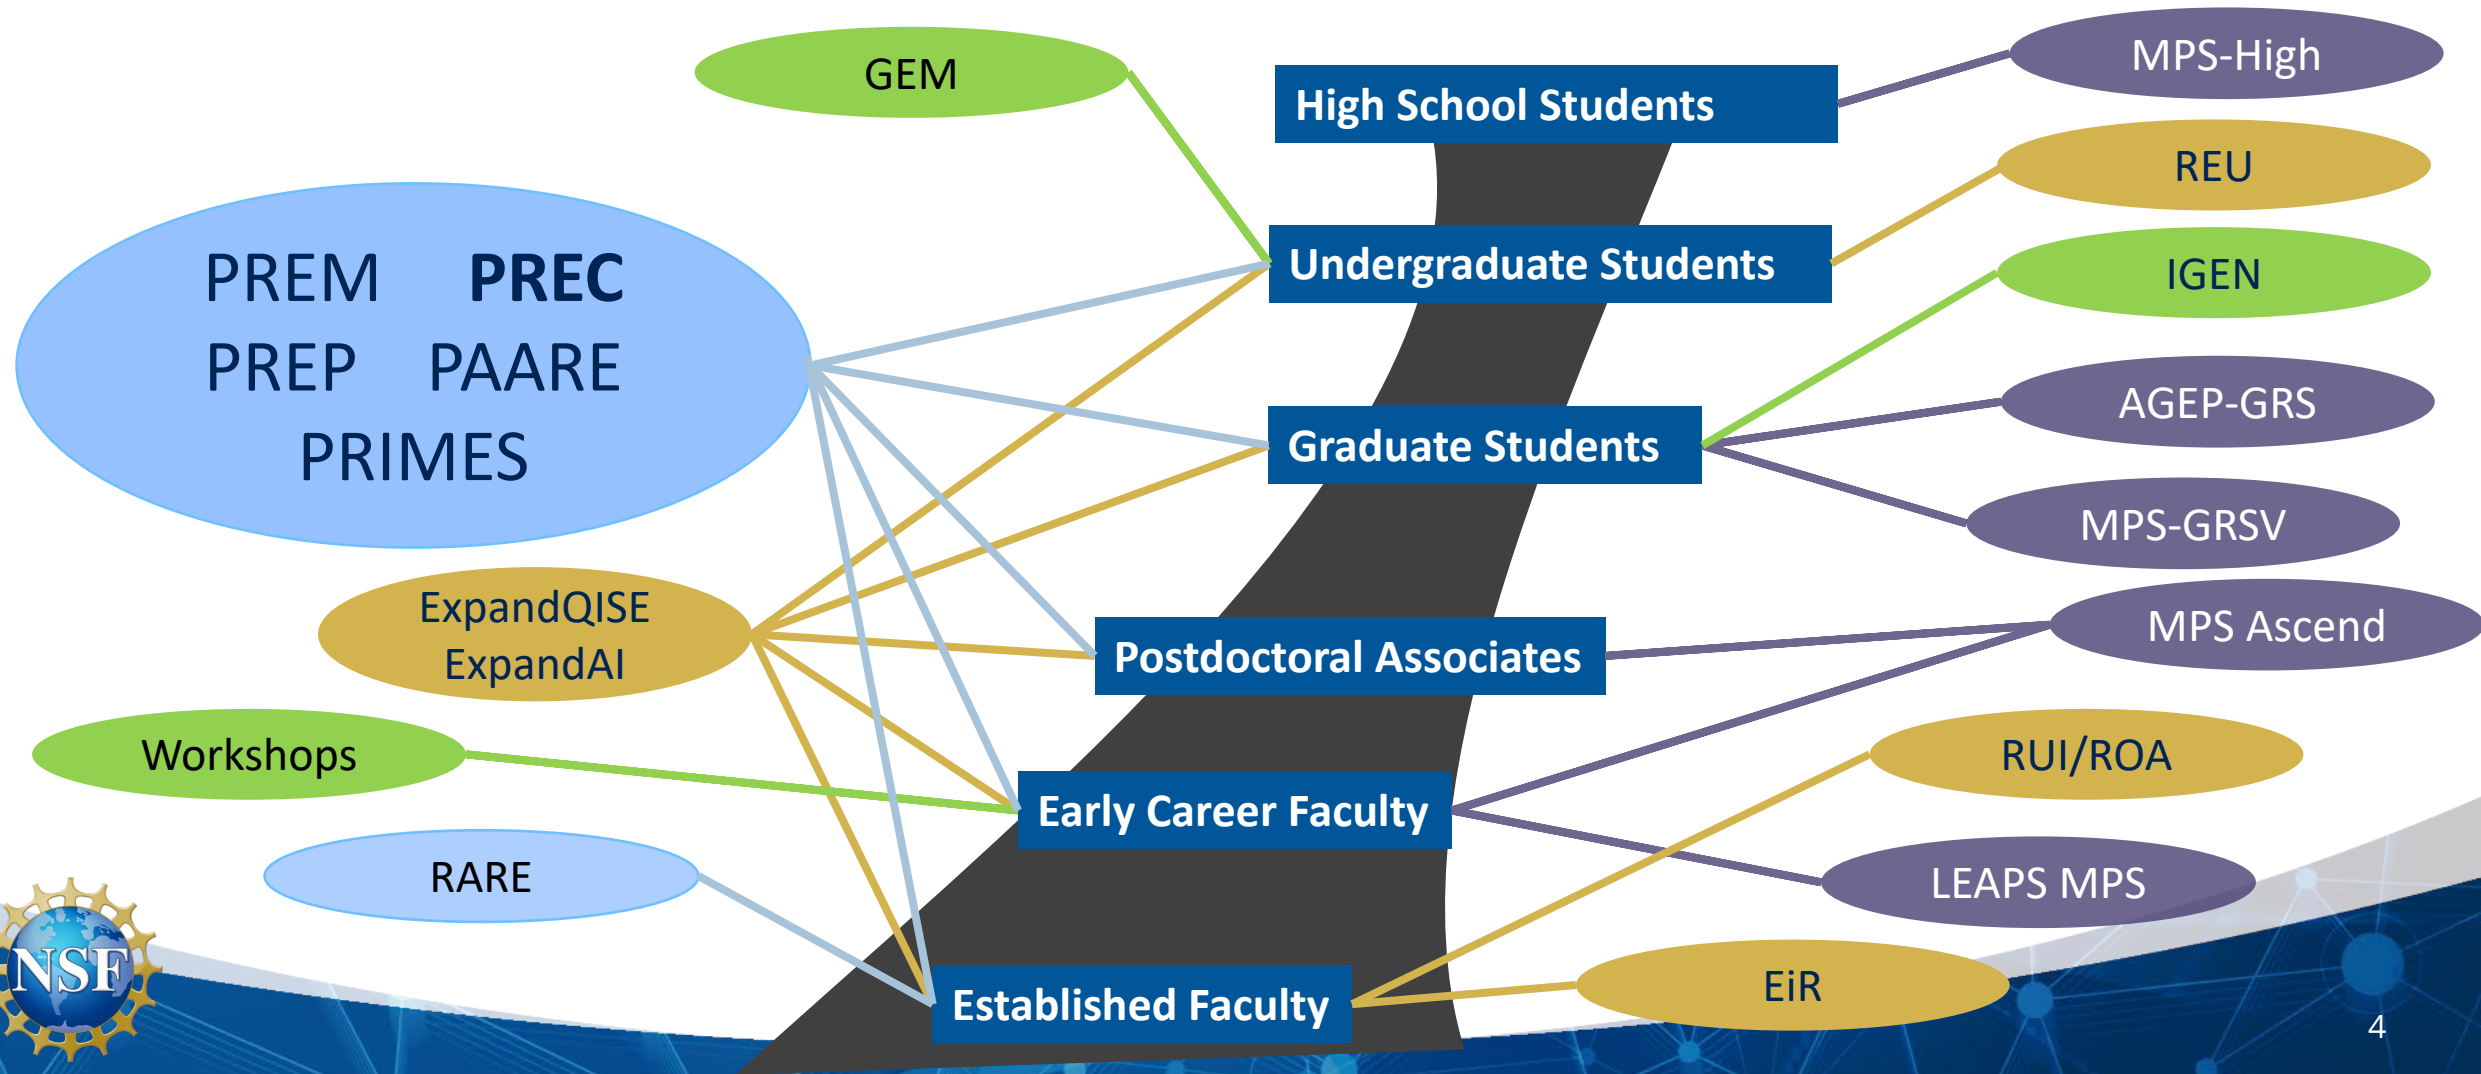 GEM
PREM PREC
PREP PAARE
PRIMES
ExpandQISE
ExpandAI
Workshops
RARE
High School Students
Undergraduate Students
Graduate Students
Postdoctoral Associates
Early Career Faculty
Established Faculty
MPS-High
REU
IGEN
AGEP-GRS
MPS-GRSV
MPS Ascend
RUI/ROA
LEAPS MPS
EiR
NSF
4